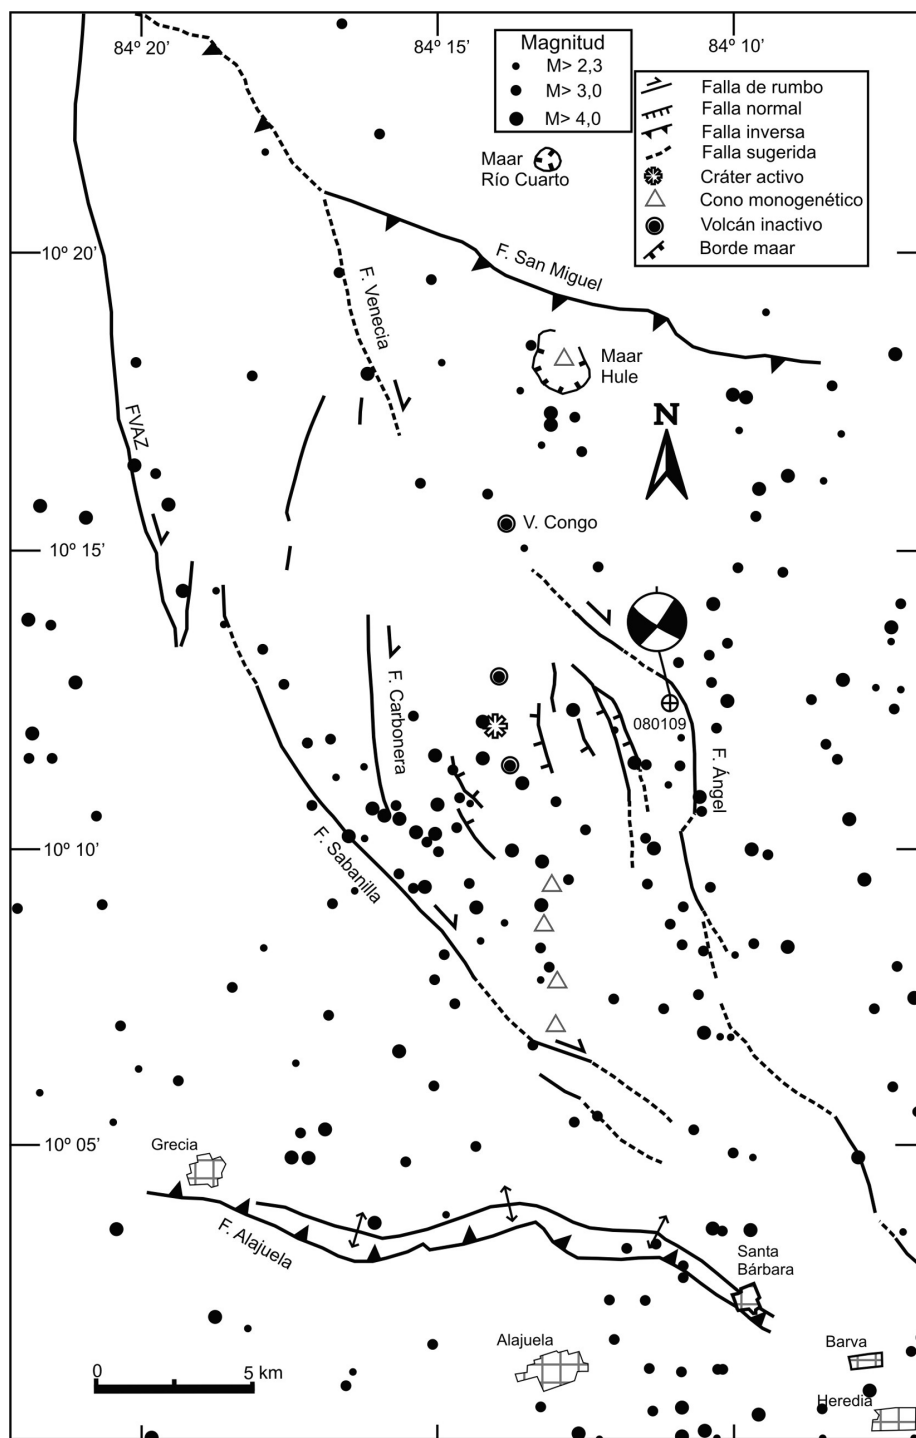 84º 20’
84º 15’
84º 10’
Magnitud
M> 2,3
M> 3,0
M> 4,0
Falla de rumbo
Falla normal
Falla inversa
Falla sugerida
Cráter activo
Cono monogenético
Volcán inactivo
Borde maar
Maar
Río Cuarto
10º 20’
F. San Miguel
F. Venecia
Maar
Hule
FVAZ
N
V. Congo
10º 15’
080109
F. Carbonera
F. Ángel
10º 10’
F. Sabanilla
10º 05’
Grecia
F. Alajuela
Santa
Bárbara
Alajuela
Barva
Heredia
0
5 km